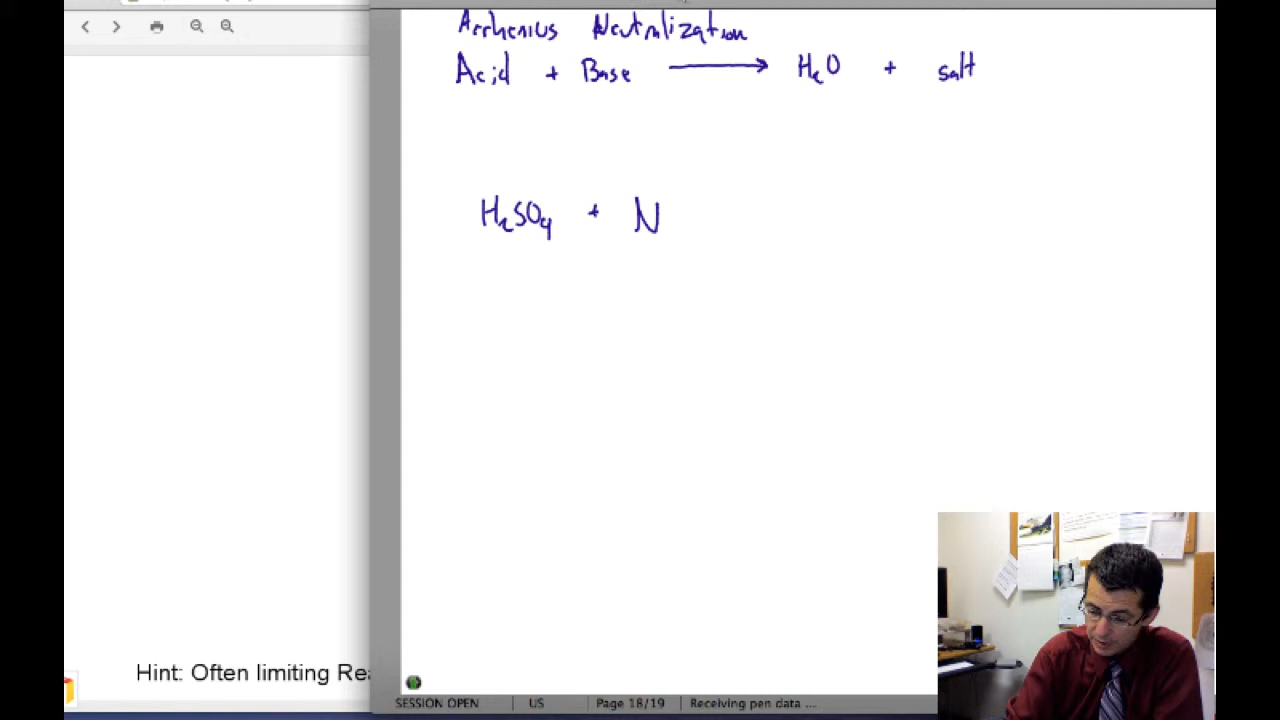 Arrhenius Neutralization
Acid + Base → H₂O + salt
H₂SO₄ + N
Hint: Often limiting Rea
SESSION OPEN US Page 18/19 Receiving pen data ...